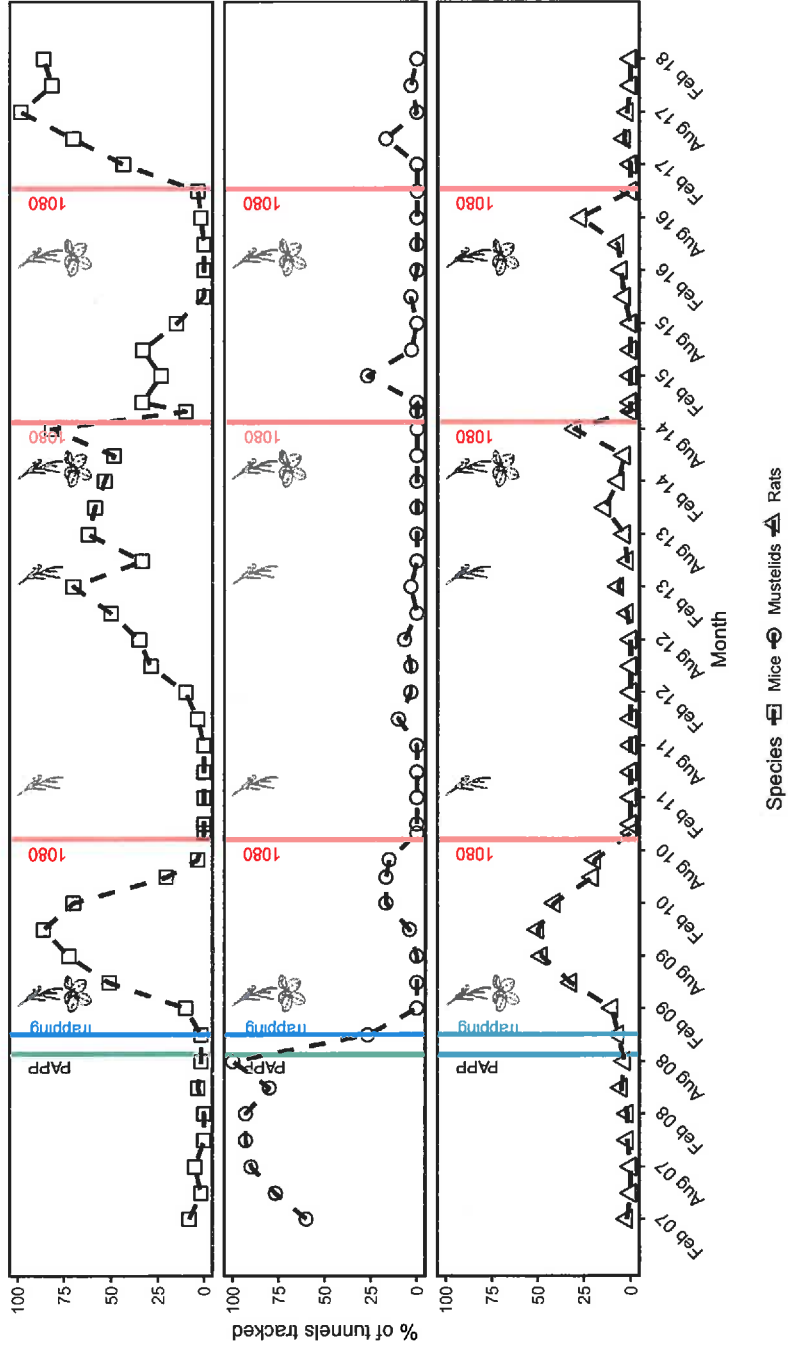 100
75
50
25
0
100
75
50
25
0
100
75
50
25
0
% of tunnels tracked
PAPP
trapping
1080
1080
1080
PAPP
trapping
1080
1080
1080
PAPP
trapping
1080
1080
1080
Feb 07
Aug 07
Feb 08
Aug 08
Feb 09
Aug 09
Feb 10
Aug 10
Feb 11
Aug 11
Feb 12
Aug 12
Feb 13
Aug 13
Feb 14
Aug 14
Feb 15
Aug 15
Feb 16
Aug 16
Feb 17
Aug 17
Feb 18
Month
Species Mice Mustelids Rats